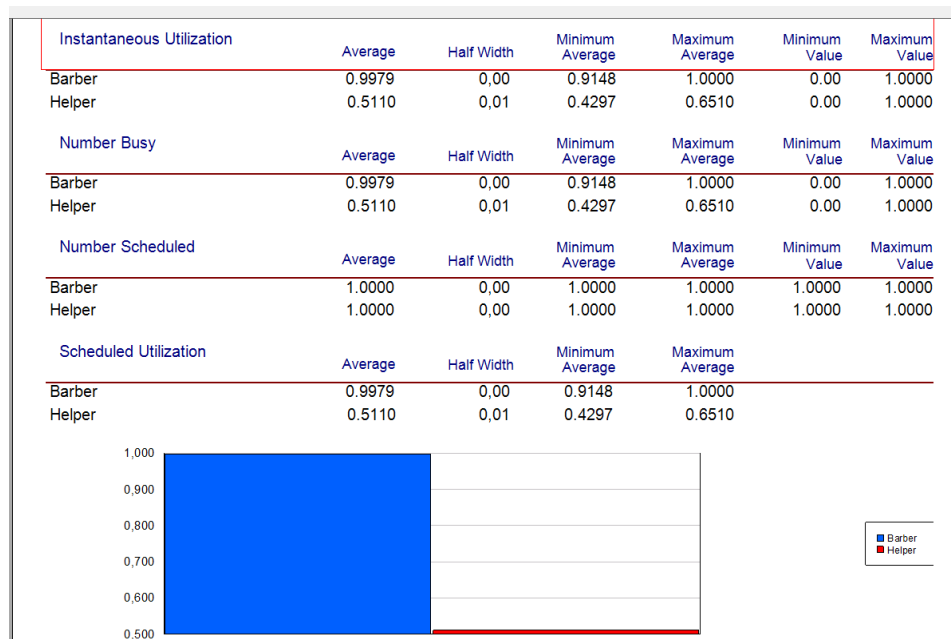 Instantaneous Utilization Average Half Width Minimum Average Maximum Average Minimum Value Maximum Value
Barber 0.9979 0,00 0.9148 1.0000 0.00 1.0000
Helper 0.5110 0,01 0.4297 0.6510 0.00 1.0000
Number Busy Average Half Width Minimum Average Maximum Average Minimum Value Maximum Value
Barber 0.9979 0,00 0.9148 1.0000 0.00 1.0000
Helper 0.5110 0,01 0.4297 0.6510 0.00 1.0000
Number Scheduled Average Half Width Minimum Average Maximum Average Minimum Value Maximum Value
Barber 1.0000 0,00 1.0000 1.0000 1.0000 1.0000
Helper 1.0000 0,00 1.0000 1.0000 1.0000 1.0000
Scheduled Utilization Average Half Width Minimum Average Maximum Average
Barber 0.9979 0,00 0.9148 1.0000
Helper 0.5110 0,01 0.4297 0.6510
1,000
0,900
0,800
0,700
0,600
0,500
Barber
Helper